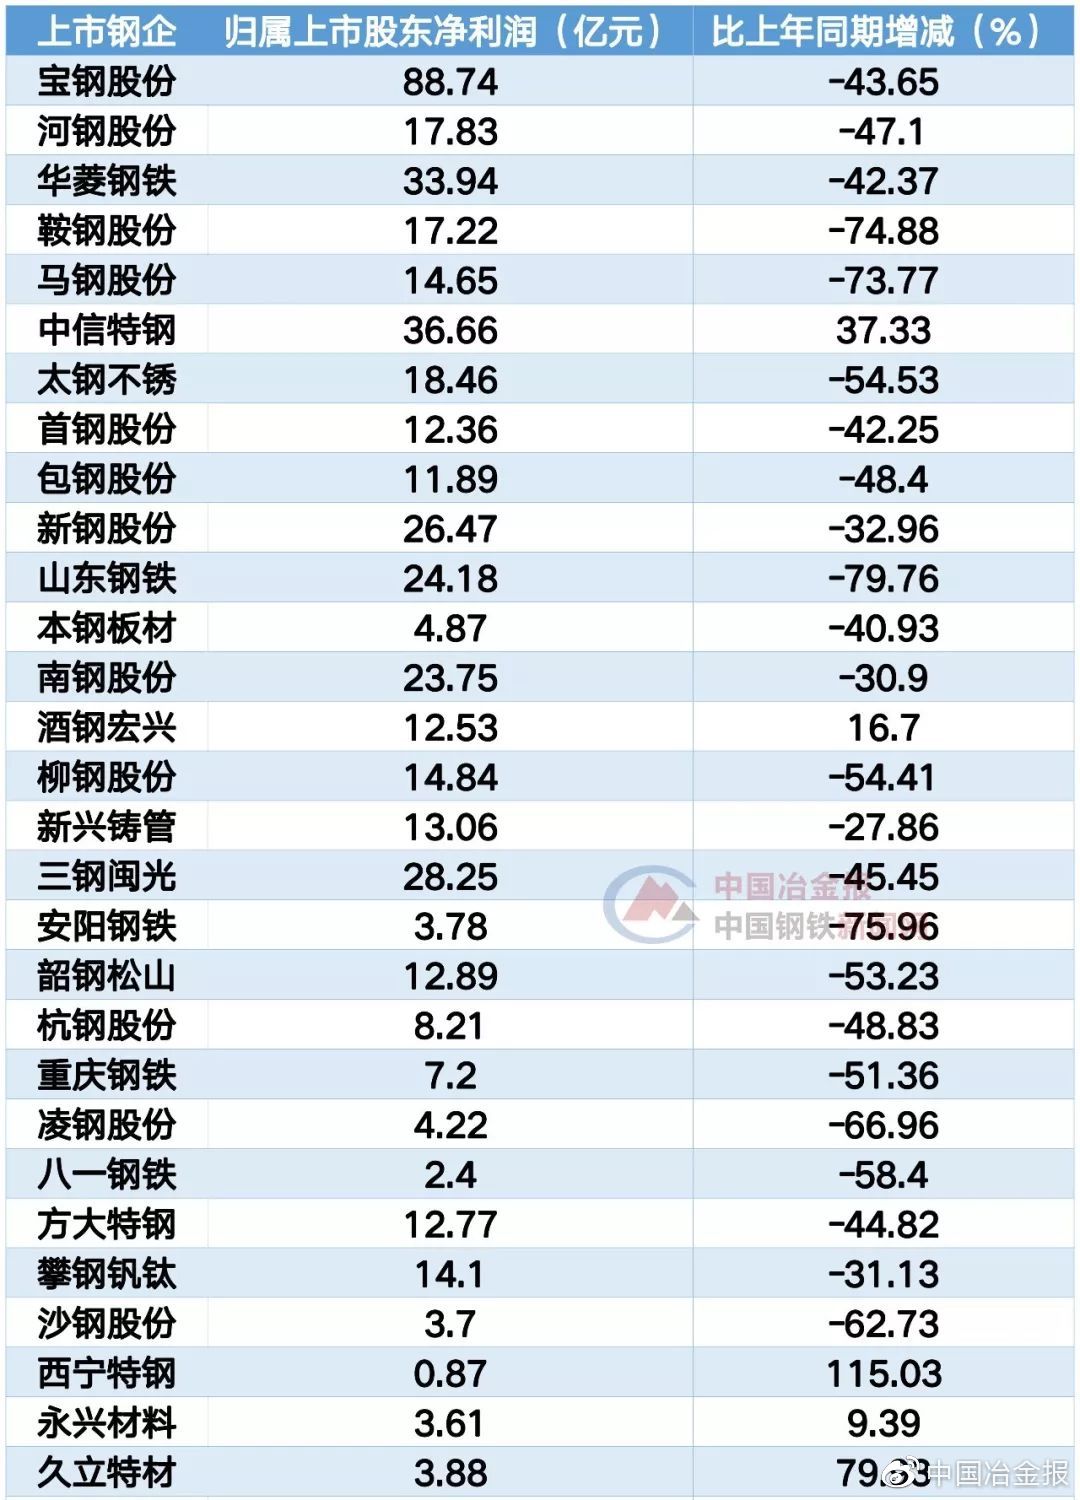 上市钢企 归属上市股东净利润（亿元） 比上年同期增减（%）
宝钢股份 88.74 -43.65
河钢股份 17.83 -47.1
华菱钢铁 33.94 -42.37
鞍钢股份 17.22 -74.88
马钢股份 14.65 -73.77
中信特钢 36.66 37.33
太钢不锈 18.46 -54.53
首钢股份 12.36 -42.25
包钢股份 11.89 -48.4
新钢股份 26.47 -32.96
山东钢铁 24.18 -79.76
本钢板材 4.87 -40.93
南钢股份 23.75 -30.9
酒钢宏兴 12.53 16.7
柳钢股份 14.84 -54.41
新兴铸管 13.06 -27.86
三钢闽光 28.25 -45.45
中国冶金报
安阳钢铁 3.78 -75.96
中国钢铁新闻网
韶钢松山 12.89 -53.23
杭钢股份 8.21 -48.83
重庆钢铁 7.2 -51.36
凌钢股份 4.22 -66.96
八一钢铁 2.4 -58.4
方大特钢 12.77 -44.82
攀钢钒钛 14.1 -31.13
沙钢股份 3.7 -62.73
西宁特钢 0.87 115.03
永兴材料 3.61 9.39
久立特材 3.88
中国冶金报